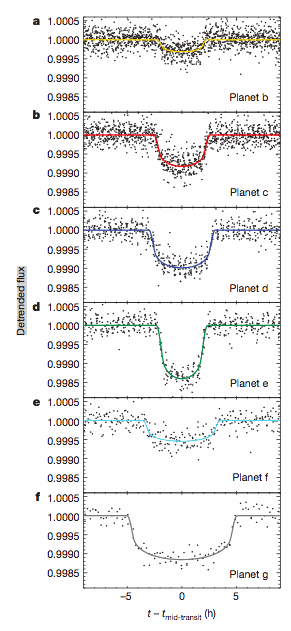 a
1.0005
1.0000
0.9995
0.9990
0.9985
Planet b
b
1.0005
1.0000
0.9995
0.9990
0.9985
Planet c
c
1.0005
1.0000
0.9995
0.9990
0.9985
Planet d
Detrended flux
d
1.0005
1.0000
0.9995
0.9990
0.9985
Planet e
e
1.0005
1.0000
0.9995
0.9990
0.9985
Planet f
f
1.0005
1.0000
0.9995
0.9990
0.9985
Planet g
−5 0 5
t − tmid-transit (h)